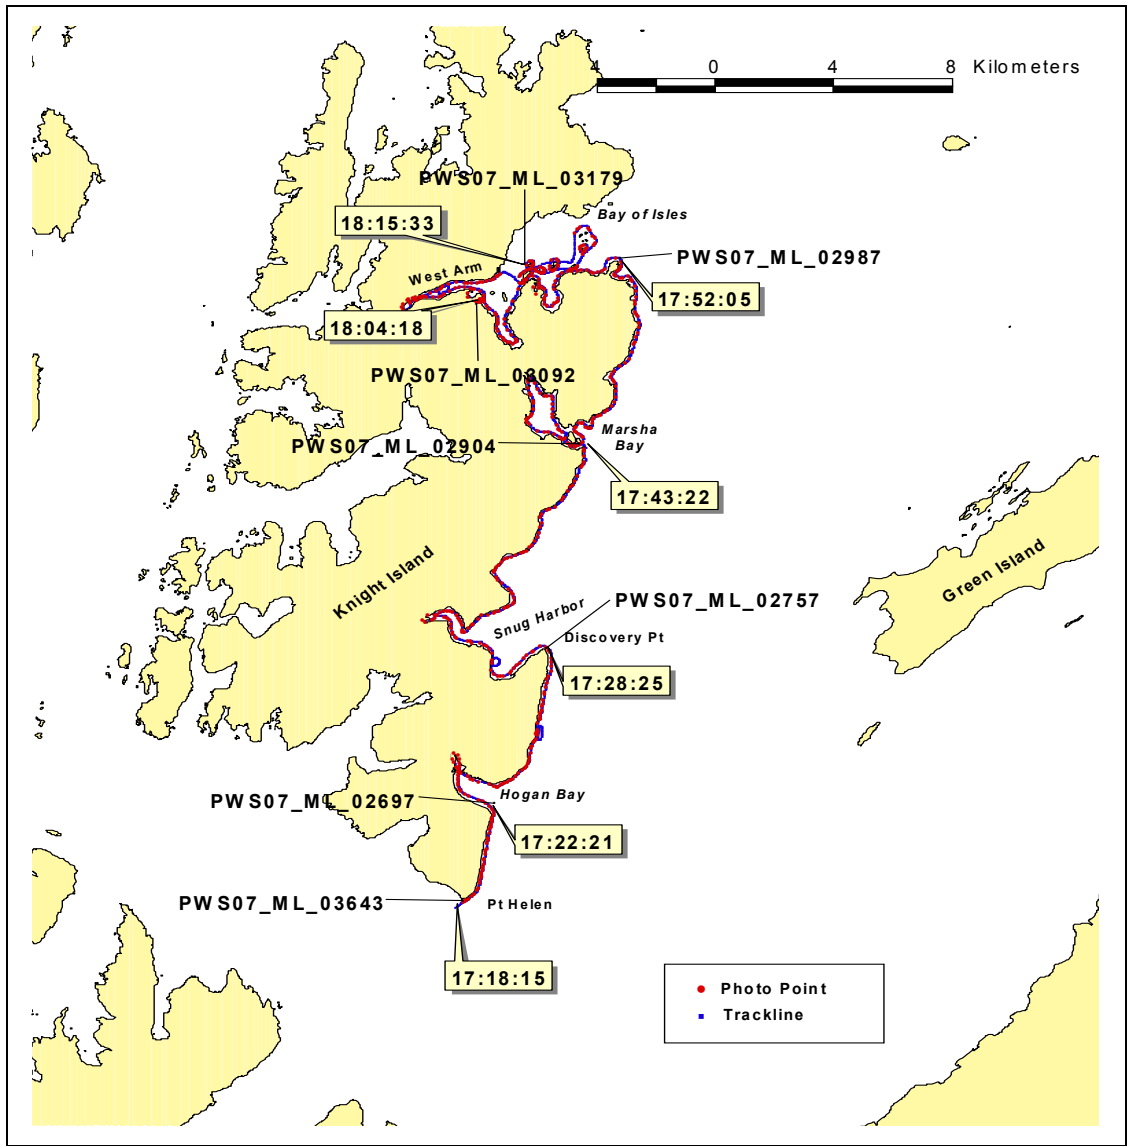 4 0 4 8 Kilometers
PWS07_ML_03179
Bay of Isles
18:15:33
PWS07_ML_02987
West Arm
17:52:05
18:04:18
PWS07_ML_03092
Marsha
Bay
PWS07_ML_02904
17:43:22
Knight Island
Green Island
PWS07_ML_02757
Snug Harbor
Discovery Pt
17:28:25
Hogan Bay
PWS07_ML_02697
17:22:21
PWS07_ML_03643
Pt Helen
17:18:15
Photo Point
Trackline